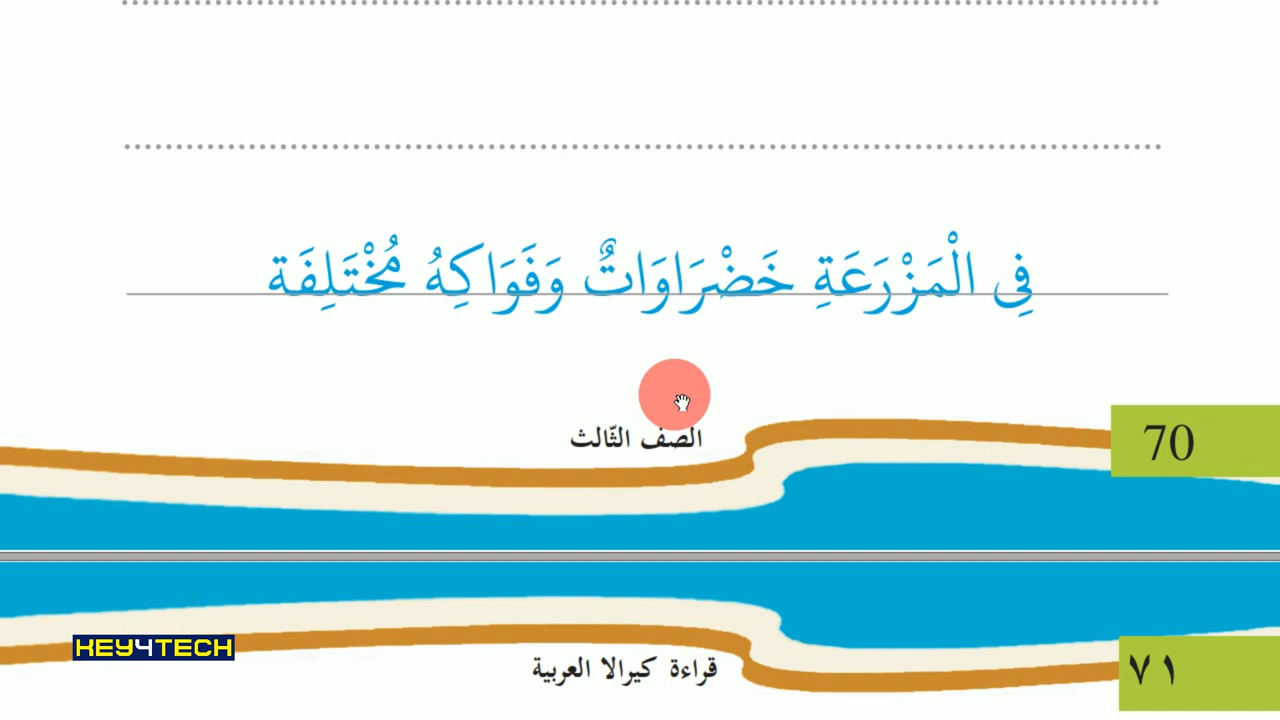 فِي الْمَزْرَعَةِ خَضْرَاوَاتٌ وَفَوَاكِهُ مُخْتَلِفَة
الصف الثّالث
70
KEY4TECH
قراءة كيرالا العربية
٧١